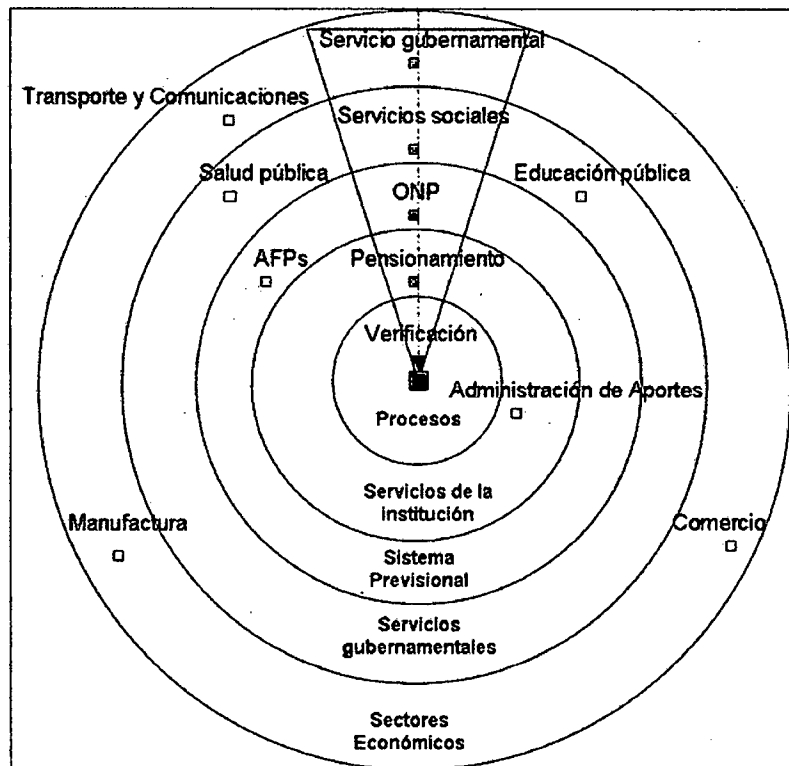 Servicio gubernamental
Transporte y Comunicaciones
Servicios sociales
Salud pública
Educación pública
ONP
AFPs
Pensionamiento
Verificación
Administración de Aportes
Procesos
Servicios de la
institución
Manufactura
Comercio
Sistema
Previsional
Servicios
gubernamentales
Sectores
Económicos